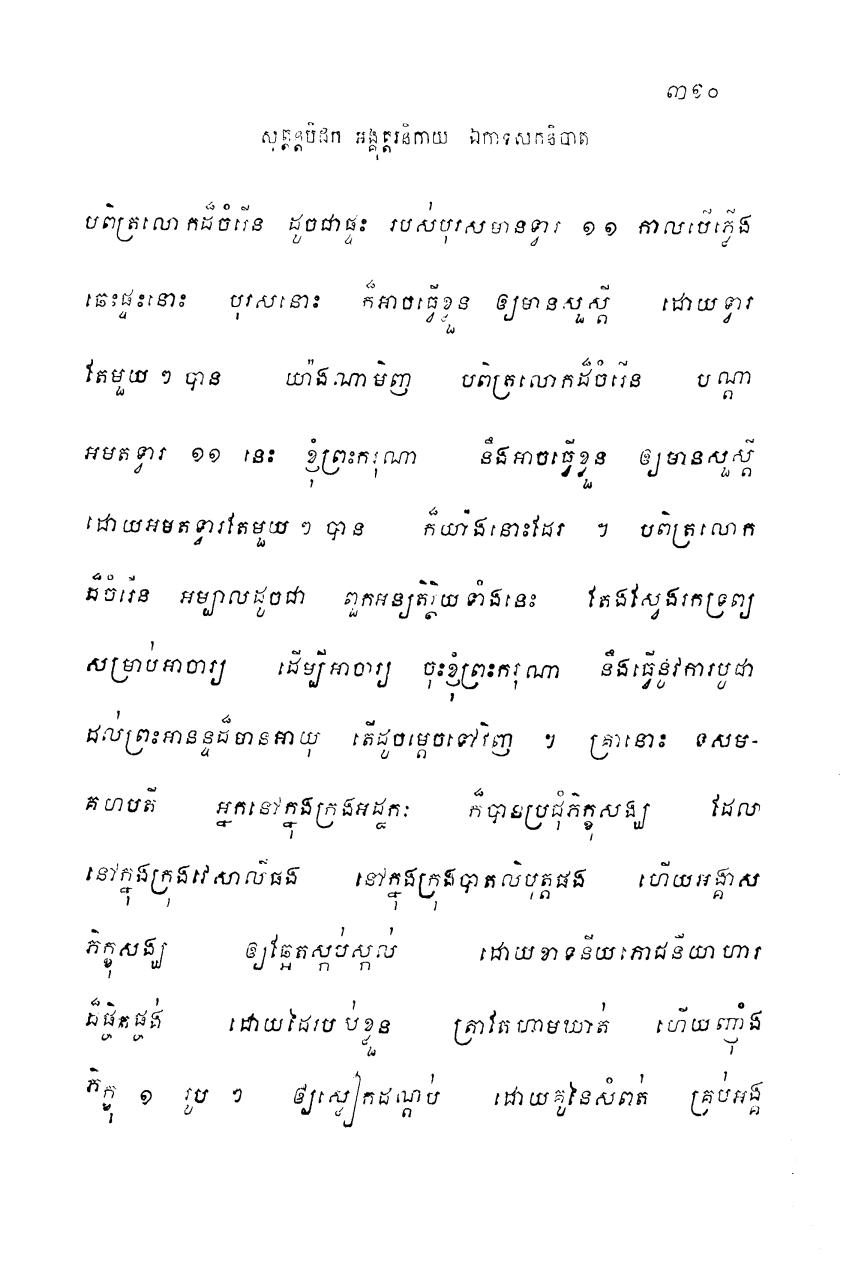 ៣៩០
សុត្តន្តបិដក អង្គុត្តរនិកាយ ឯកាទសកនិបាត
បពិត្រលោកដ៏ចំរើន ដូចជាផ្ទះ របស់បុរសមានទ្វារ ១១ កាលបើភ្លើង
ឆេះផ្ទះនោះ បុរសនោះ ក៏អាចធ្វើខ្លួន ឲ្យមានសួស្តី ដោយទ្វារ
តែមួយ ៗ បាន យ៉ាងណាមិញ បពិត្រលោកដ៏ចំរើន បណ្តា
អមតទ្វារ ១១ នេះ ខ្ញុំព្រះករុណា នឹងអាចធ្វើខ្លួន ឲ្យមានសួស្តី
ដោយអមតទ្វារតែមួយ ៗ បាន ក៏យ៉ាងនោះដែរ ។ បពិត្រលោក
ដ៏ចំរើន អម្បាលដូចជា ពួកអន្យតិរ្ថិយទាំងនេះ តែងស្វែងរកទ្រព្យ
សម្រាប់អាចារ្យ ដើម្បីអាចារ្យ ចុះខ្ញុំព្រះករុណា នឹងធ្វើនូវការបូជា
ដល់ព្រះអានន្ទដ៏មានអាយុ តើដូចម្តេចទៅវិញ ។ គ្រានោះ ទសម-
គហបតី អ្នកនៅក្នុងក្រុងអដ្ឋកៈ ក៏បានប្រជុំភិក្ខុសង្ឃ ដែល
នៅក្នុងក្រុងវេសាលីផង នៅក្នុងក្រុងបាតលិបុត្តផង ហើយអង្គាស
ភិក្ខុសង្ឃ ឲ្យឆ្អែតស្កប់ស្កល់ ដោយខាទនីយភោជនីយាហារ
ដ៏ផ្ចិតផ្ចង់ ដោយដៃរបប់ខ្លួន ត្រាតែហាមឃាត់ ហើយញ៉ាំង
ភិក្ខុ ១ រូប ៗ ឲ្យស្លៀកដណ្តប់ ដោយគូនៃសំពត់ គ្រប់អង្គ